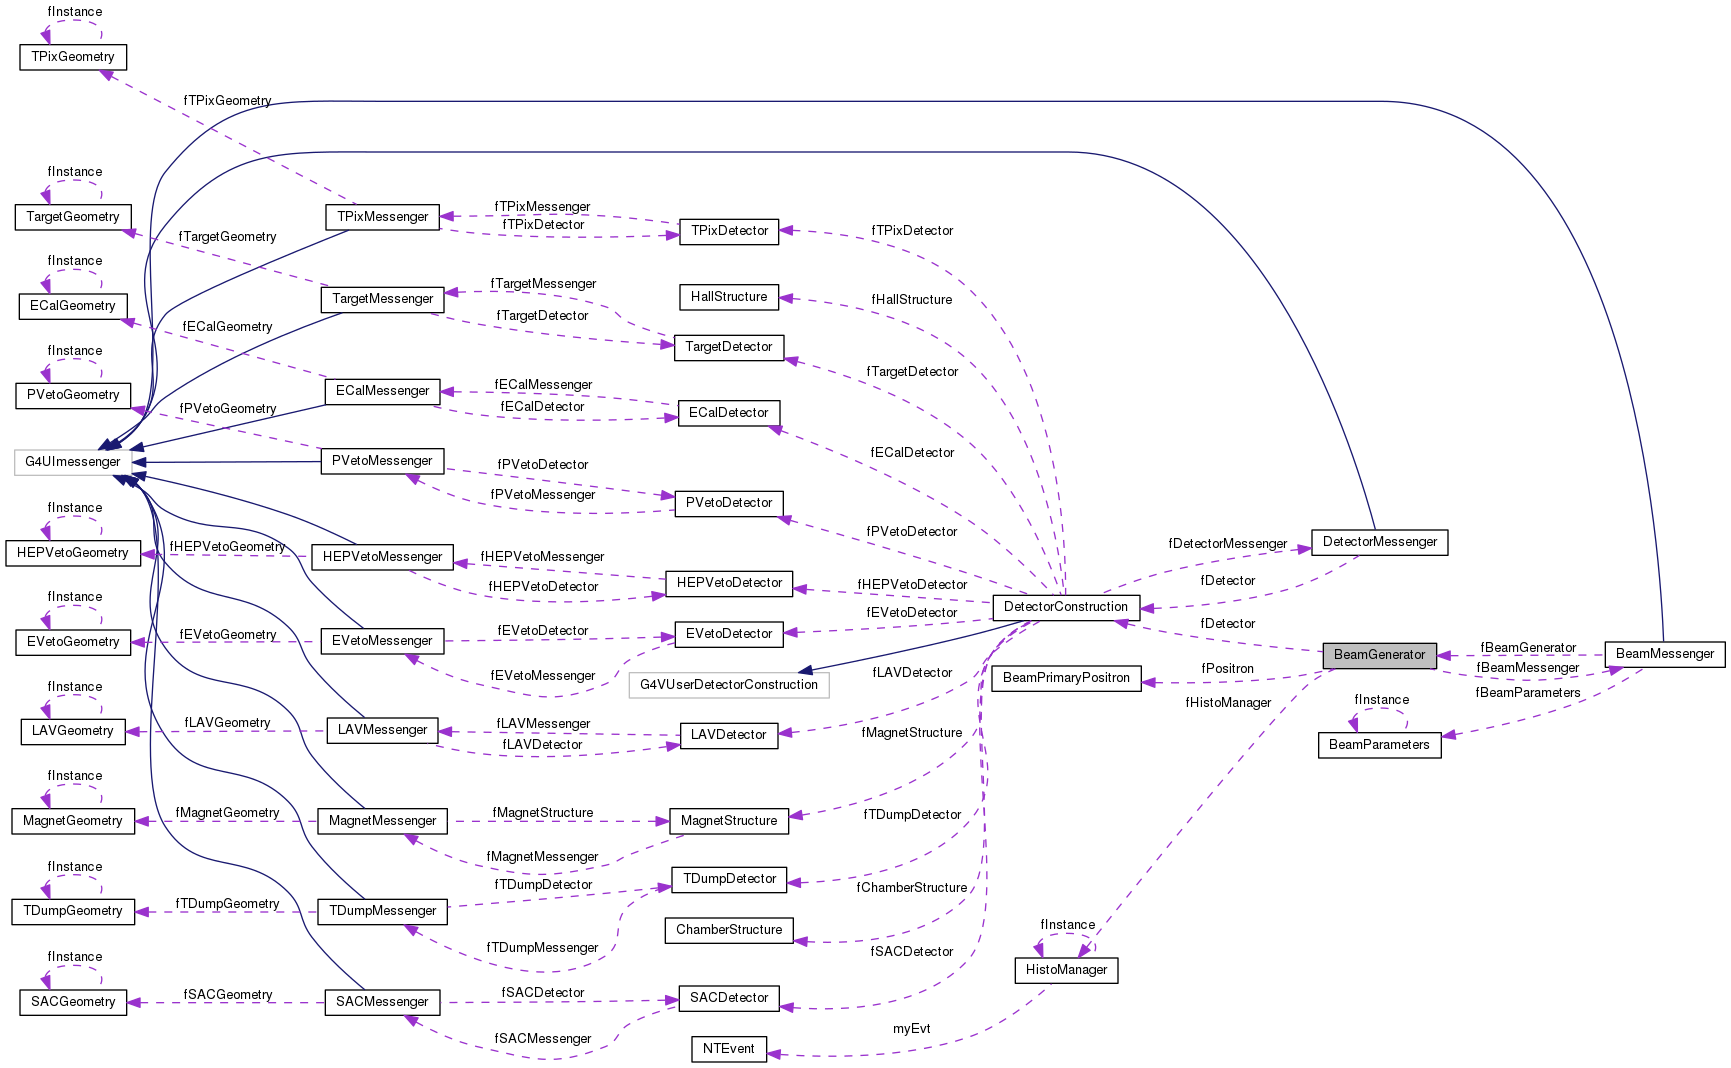 fInstance
TPixGeometry
fTPixGeometry
fInstance
TargetGeometry
fTargetGeometry
fInstance
ECalGeometry
fECalGeometry
fInstance
PVetoGeometry
fPVetoGeometry
G4UImessenger
fInstance
HEPVetoGeometry
fHEPVetoGeometry
fInstance
EVetoGeometry
fEVetoGeometry
fInstance
LAVGeometry
fLAVGeometry
fInstance
MagnetGeometry
fMagnetGeometry
fInstance
TDumpGeometry
fTDumpGeometry
fInstance
SACGeometry
fSACGeometry
TPixMessenger
TargetMessenger
ECalMessenger
PVetoMessenger
HEPVetoMessenger
EVetoMessenger
LAVMessenger
MagnetMessenger
TDumpMessenger
SACMessenger
fTPixMessenger
fTPixDetector
fTargetMessenger
fTargetDetector
fECalMessenger
fECalDetector
fPVetoDetector
fPVetoMessenger
fHEPVetoMessenger
fHEPVetoDetector
fEVetoDetector
fEVetoMessenger
fLAVMessenger
fLAVDetector
fMagnetStructure
fMagnetMessenger
fTDumpDetector
fTDumpMessenger
fSACDetector
fSACMessenger
TPixDetector
HallStructure
TargetDetector
ECalDetector
PVetoDetector
HEPVetoDetector
EVetoDetector
G4VUserDetectorConstruction
LAVDetector
MagnetStructure
TDumpDetector
ChamberStructure
SACDetector
NTEvent
fTPixDetector
fHallStructure
fTargetDetector
fECalDetector
fPVetoDetector
fHEPVetoDetector
fEVetoDetector
fLAVDetector
fMagnetStructure
fTDumpDetector
fChamberStructure
fSACDetector
myEvt
DetectorConstruction
BeamPrimaryPositron
fInstance
HistoManager
fDetectorMessenger
fDetector
fDetector
fPositron
fHistoManager
DetectorMessenger
BeamGenerator
fInstance
BeamParameters
fBeamGenerator
fBeamMessenger
fBeamParameters
BeamMessenger